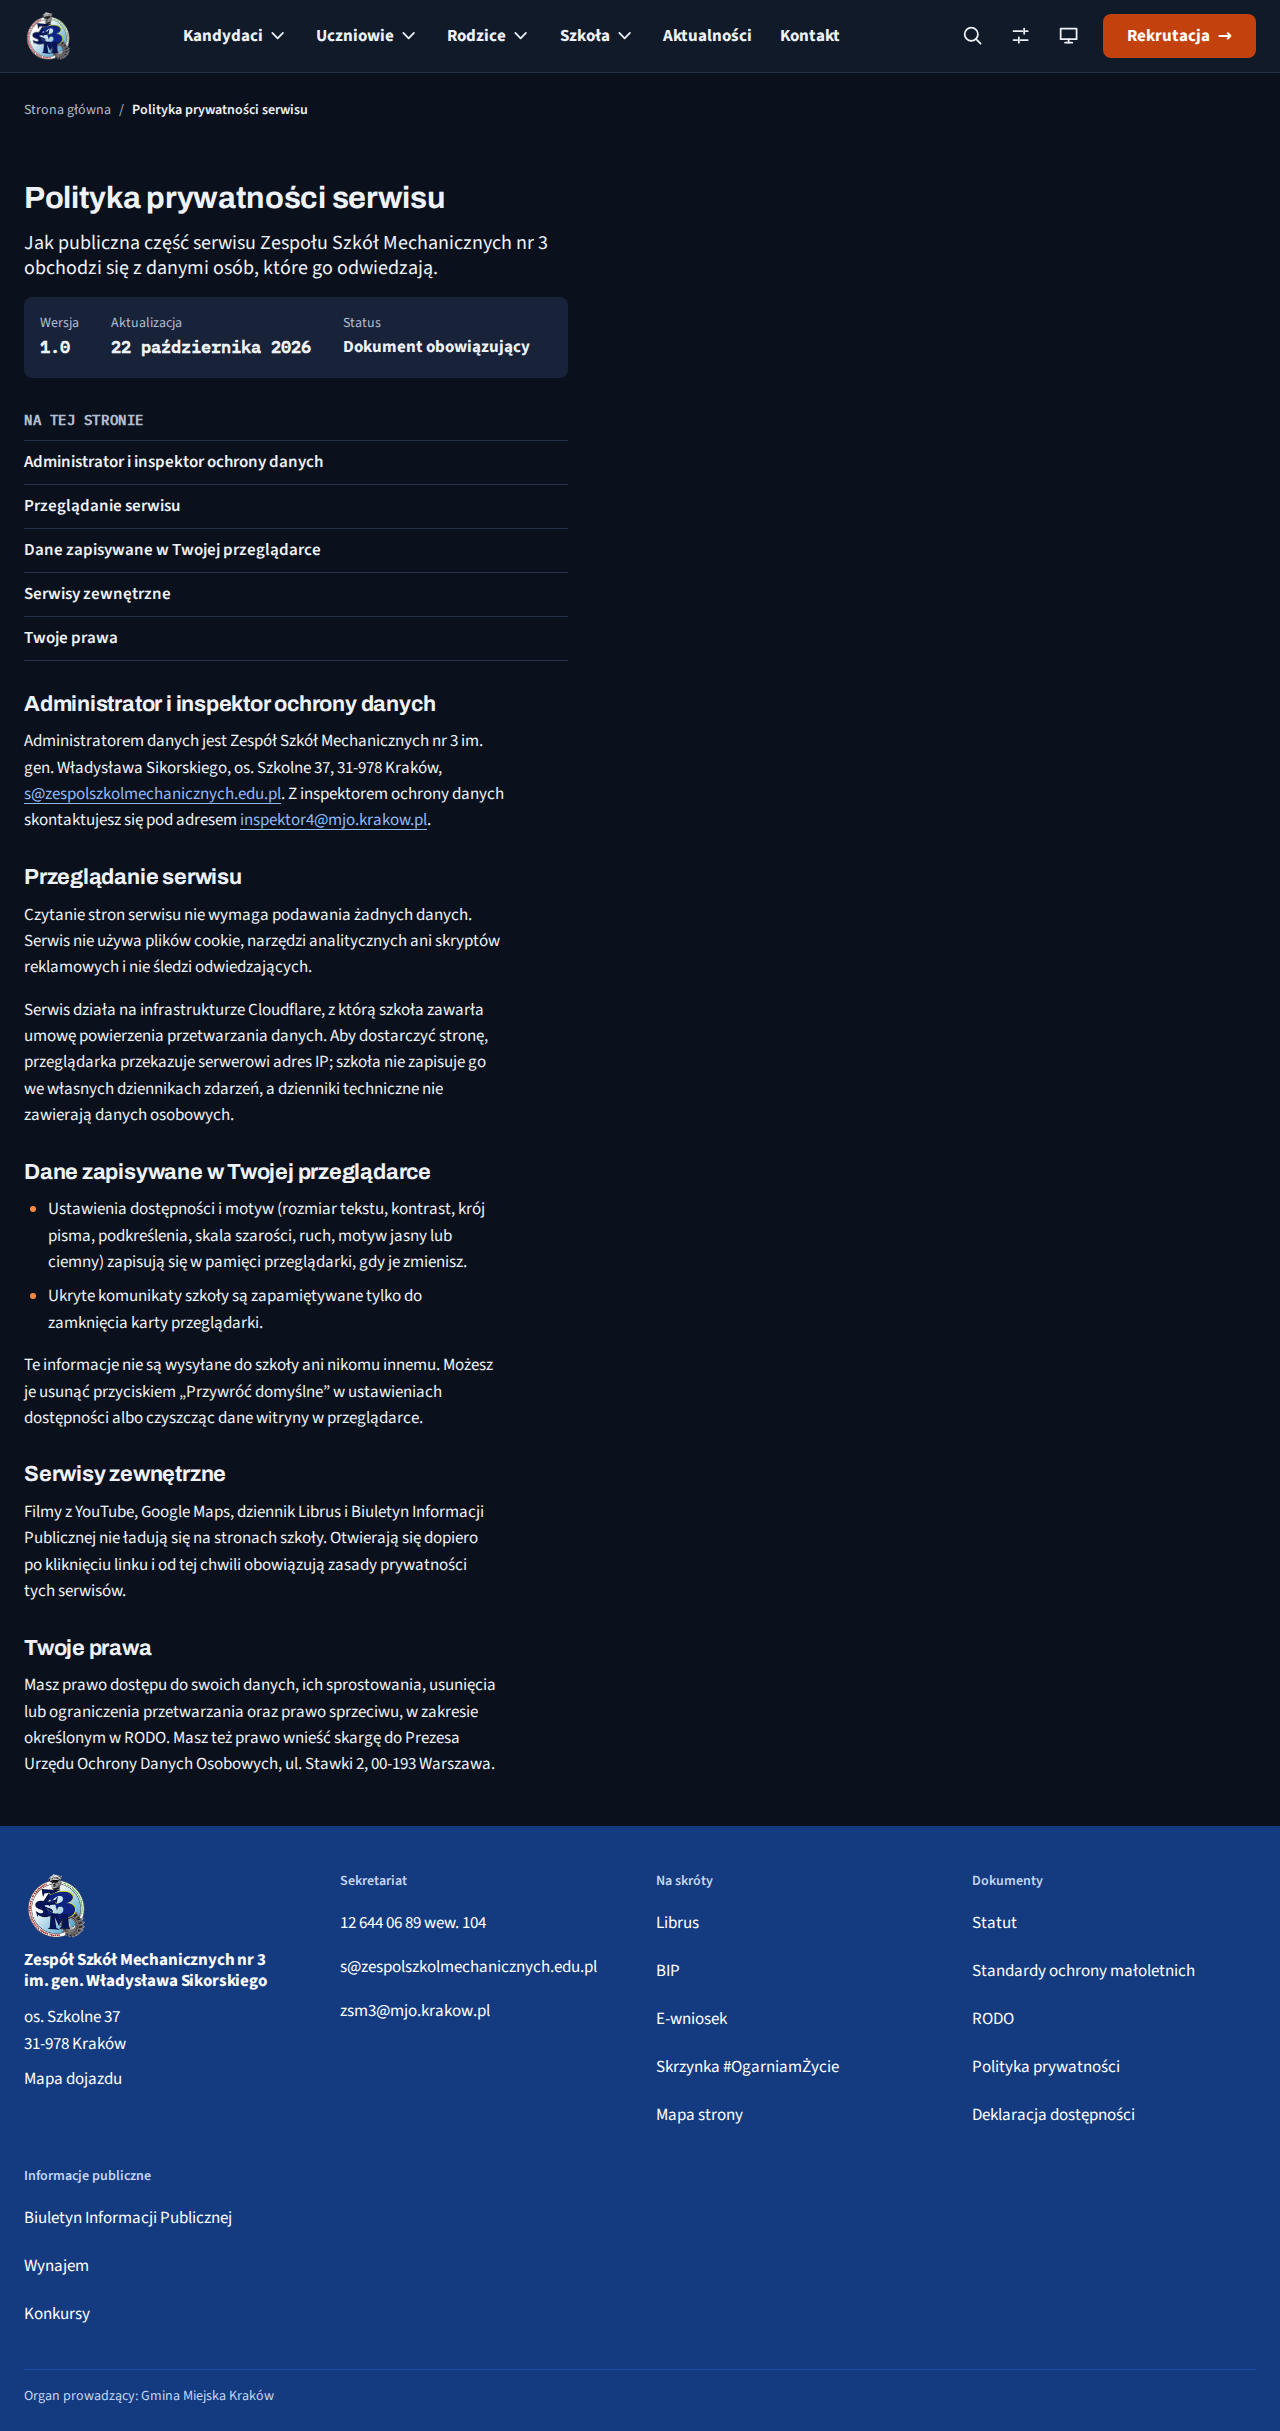 Kandydaci
Uczniowie
Rodzice
Szkoła
Aktualności
Kontakt
Rekrutacja →
Strona główna / Polityka prywatności serwisu
Polityka prywatności serwisu
Jak publiczna część serwisu Zespołu Szkół Mechanicznych nr 3
obchodzi się z danymi osób, które go odwiedzają.
Wersja
1.0
Aktualizacja
22 października 2026
Status
Dokument obowiązujący
NA TEJ STRONIE
Administrator i inspektor ochrony danych
Przeglądanie serwisu
Dane zapisywane w Twojej przeglądarce
Serwisy zewnętrzne
Twoje prawa
Administrator i inspektor ochrony danych
Administratorem danych jest Zespół Szkół Mechanicznych nr 3 im.
gen. Władysława Sikorskiego, os. Szkolne 37, 31-978 Kraków,
s@zespolszkolmechanicznych.edu.pl. Z inspektorem ochrony danych
skontaktujesz się pod adresem inspektor4@mjo.krakow.pl.
Przeglądanie serwisu
Czytanie stron serwisu nie wymaga podawania żadnych danych.
Serwis nie używa plików cookie, narzędzi analitycznych ani skryptów
reklamowych i nie śledzi odwiedzających.
Serwis działa na infrastrukturze Cloudflare, z którą szkoła zawarła
umowę powierzenia przetwarzania danych. Aby dostarczyć stronę,
przeglądarka przekazuje serwerowi adres IP; szkoła nie zapisuje go
we własnych dziennikach zdarzeń, a dzienniki techniczne nie
zawierają danych osobowych.
Dane zapisywane w Twojej przeglądarce
• Ustawienia dostępności i motyw (rozmiar tekstu, kontrast, krój
pisma, podkreślenia, skala szarości, ruch, motyw jasny lub
ciemny) zapisują się w pamięci przeglądarki, gdy je zmienisz.
• Ukryte komunikaty szkoły są zapamiętywane tylko do
zamknięcia karty przeglądarki.
Te informacje nie są wysyłane do szkoły ani nikomu innemu. Możesz
je usunąć przyciskiem „Przywróć domyślne” w ustawieniach
dostępności albo czyszcząc dane witryny w przeglądarce.
Serwisy zewnętrzne
Filmy z YouTube, Google Maps, dziennik Librus i Biuletyn Informacji
Publicznej nie ładują się na stronach szkoły. Otwierają się dopiero
po kliknięciu linku i od tej chwili obowiązują zasady prywatności
tych serwisów.
Twoje prawa
Masz prawo dostępu do swoich danych, ich sprostowania, usunięcia
lub ograniczenia przetwarzania oraz prawo sprzeciwu, w zakresie
określonym w RODO. Masz też prawo wnieść skargę do Prezesa
Urzędu Ochrony Danych Osobowych, ul. Stawki 2, 00-193 Warszawa.
Zespół Szkół Mechanicznych nr 3
im. gen. Władysława Sikorskiego
os. Szkolne 37
31-978 Kraków
Mapa dojazdu
Sekretariat
12 644 06 89 wew. 104
s@zespolszkolmechanicznych.edu.pl
zsm3@mjo.krakow.pl
Na skróty
Librus
BIP
E-wniosek
Skrzynka #OgarniamŻycie
Mapa strony
Dokumenty
Statut
Standardy ochrony małoletnich
RODO
Polityka prywatności
Deklaracja dostępności
Informacje publiczne
Biuletyn Informacji Publicznej
Wynajem
Konkursy
Organ prowadzący: Gmina Miejska Kraków